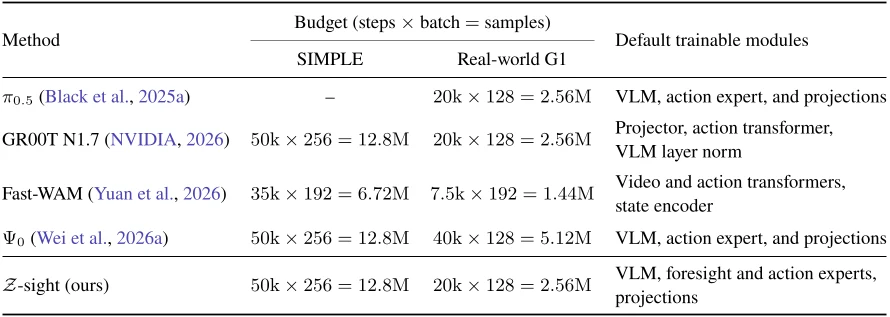 Method Budget (steps × batch = samples) Default trainable modules
SIMPLE Real-world G1
π0.5 (Black et al., 2025a) – 20k × 128 = 2.56M VLM, action expert, and projections
GR00T N1.7 (NVIDIA, 2026) 50k × 256 = 12.8M 20k × 128 = 2.56M Projector, action transformer,
VLM layer norm
Fast-WAM (Yuan et al., 2026) 35k × 192 = 6.72M 7.5k × 192 = 1.44M Video and action transformers,
state encoder
Ψ0 (Wei et al., 2026a) 50k × 256 = 12.8M 40k × 128 = 5.12M VLM, action expert, and projections
Z-sight (ours) 50k × 256 = 12.8M 20k × 128 = 2.56M VLM, foresight and action experts,
projections